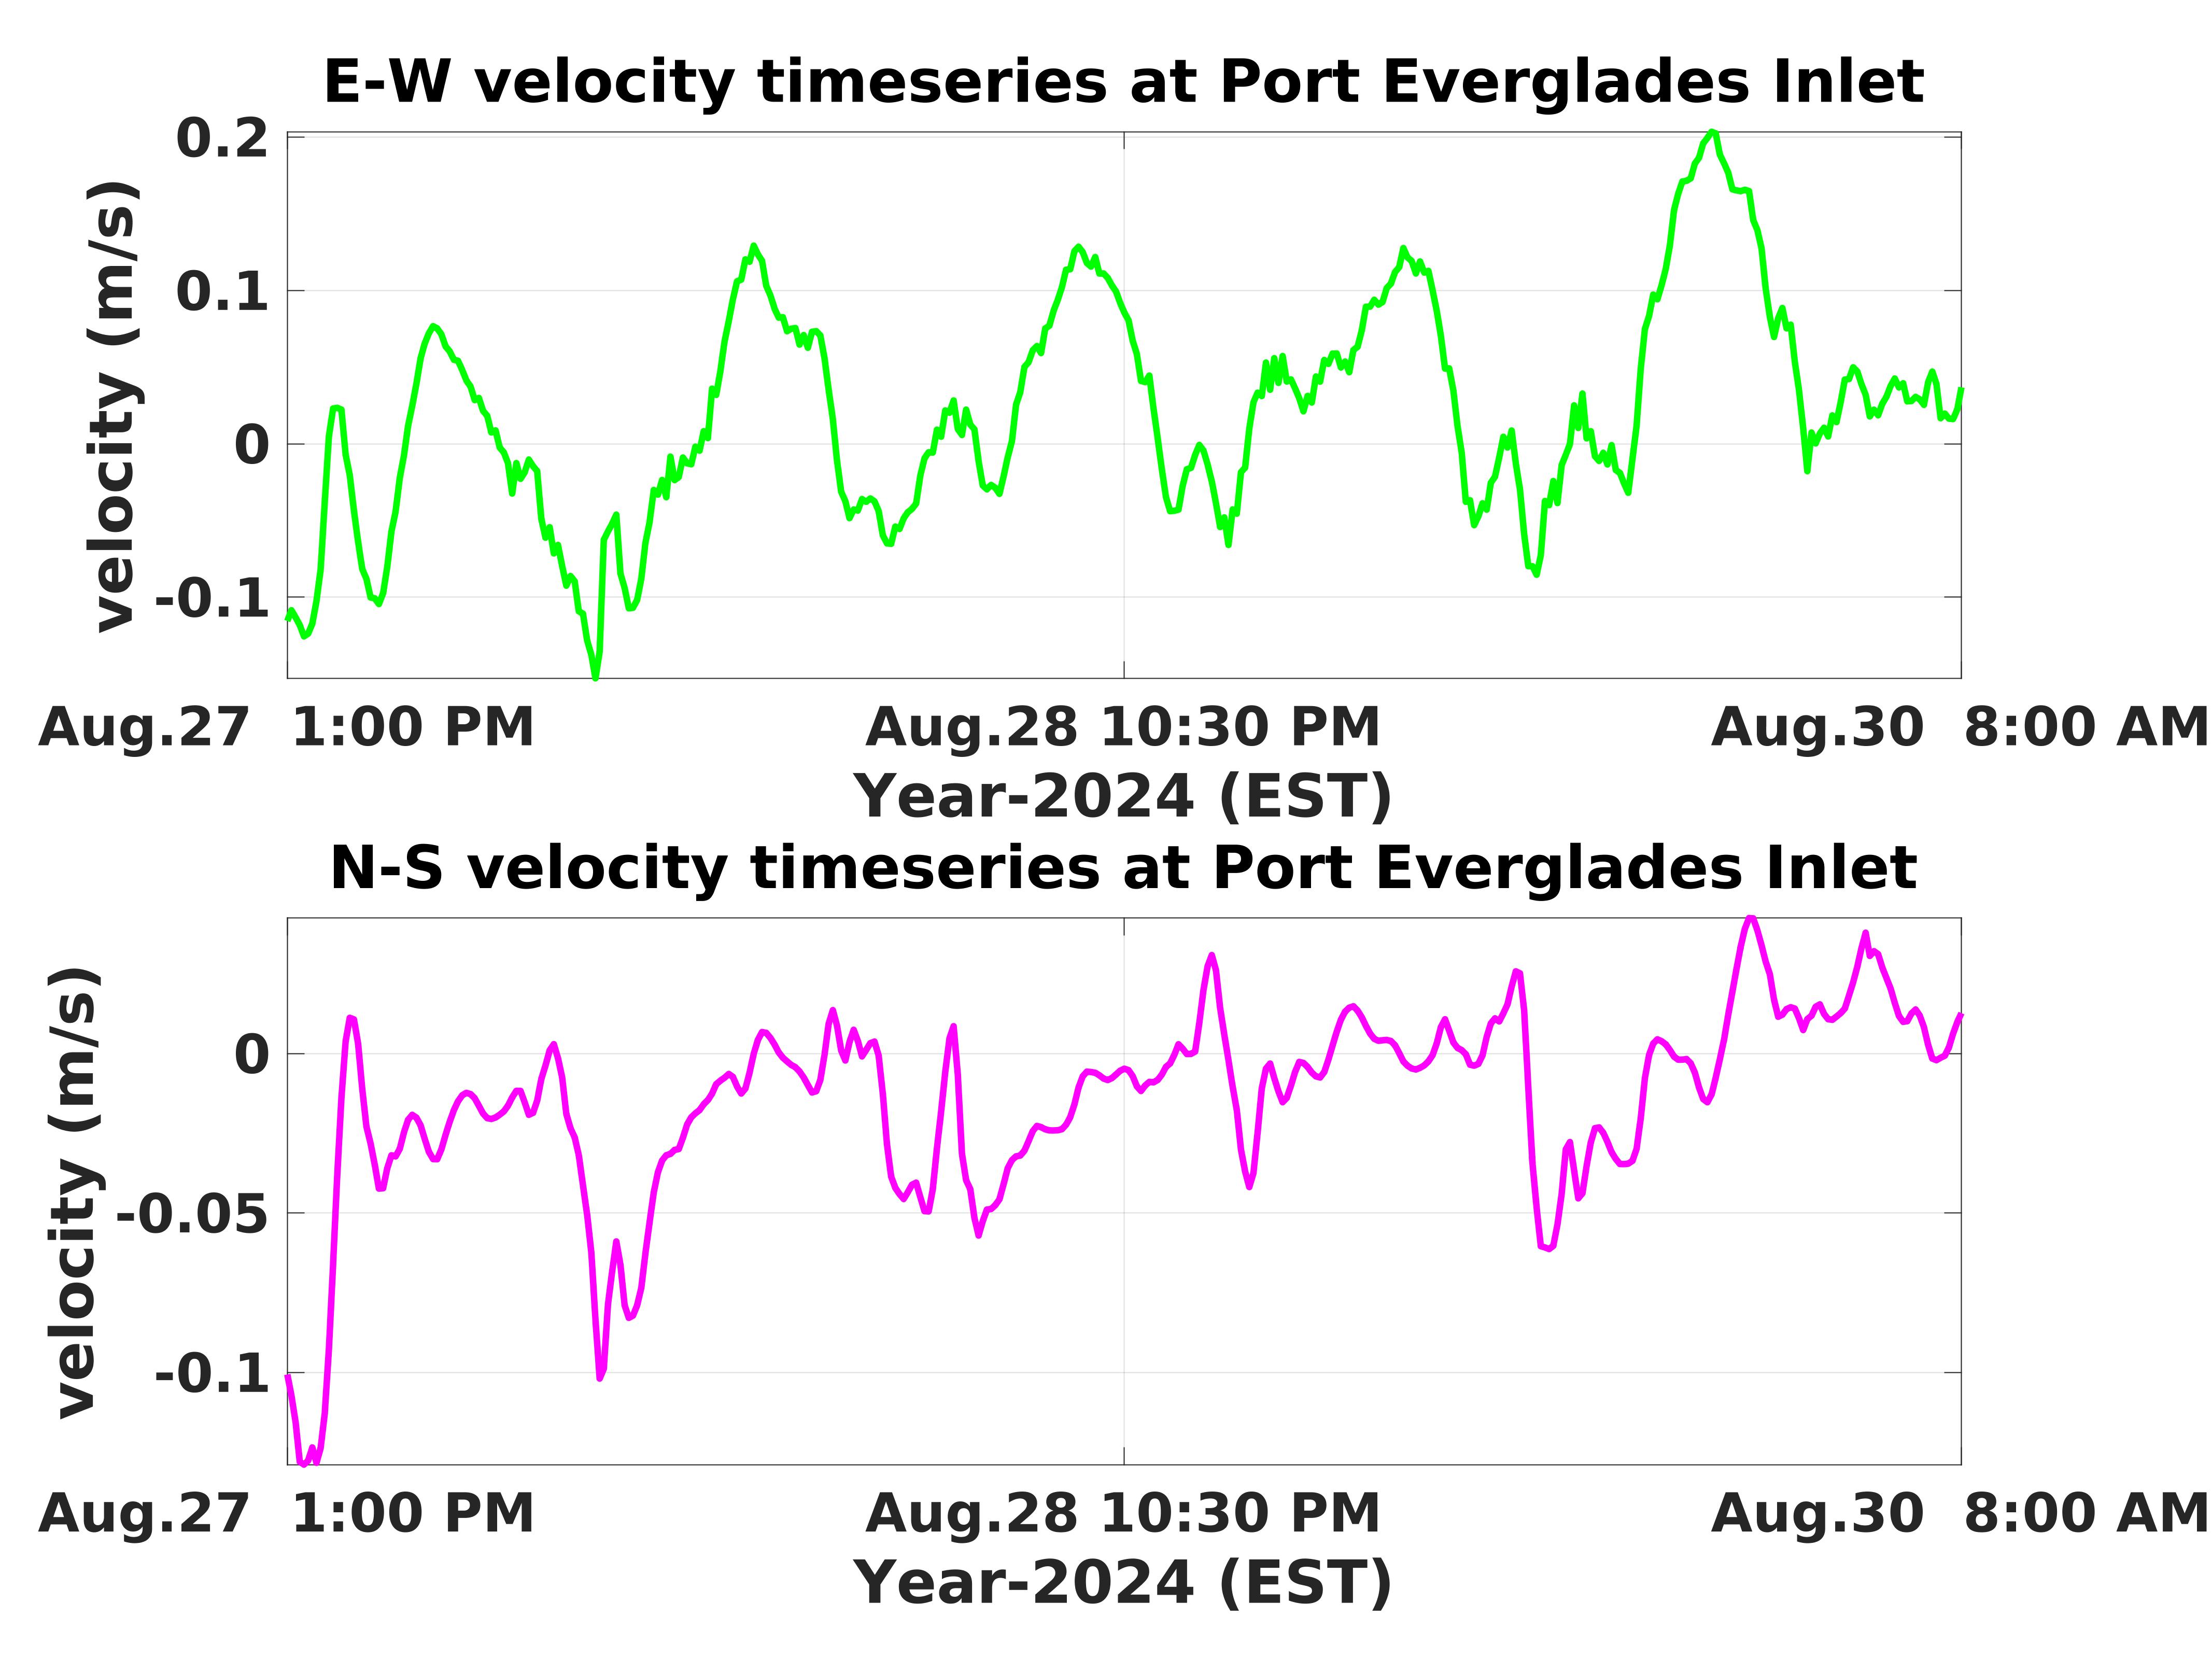 E-W velocity timeseries at Port Everglades Inlet
velocity (m/s)
0.2
0.1
0
-0.1
Aug.27 1:00 PM Aug.28 10:30 PM Aug.30 8:00 AM
Year-2024 (EST)
N-S velocity timeseries at Port Everglades Inlet
velocity (m/s)
0
-0.05
-0.1
Aug.27 1:00 PM Aug.28 10:30 PM Aug.30 8:00 AM
Year-2024 (EST)